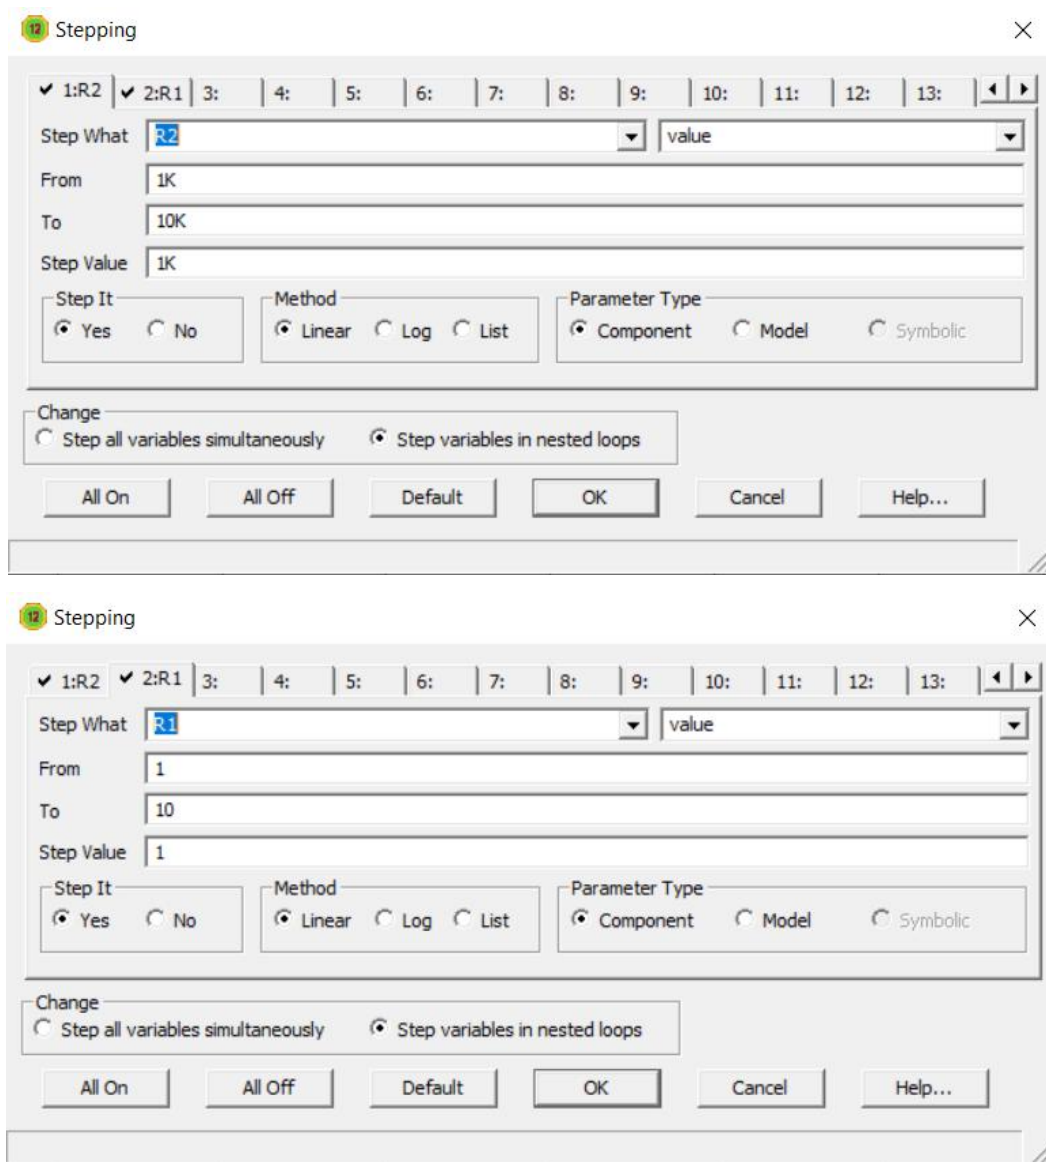 12 Stepping
1:R2 2:R1 3: 4: 5: 6: 7: 8: 9: 10: 11: 12: 13:
Step What R2 value
From 1K
To 10K
Step Value 1K
Step It Method Parameter Type
Yes No Linear Log List Component Model Symbolic
Change
Step all variables simultaneously Step variables in nested loops
All On All Off Default OK Cancel Help...
12 Stepping
1:R2 2:R1 3: 4: 5: 6: 7: 8: 9: 10: 11: 12: 13:
Step What R1 value
From 1
To 10
Step Value 1
Step It Method Parameter Type
Yes No Linear Log List Component Model Symbolic
Change
Step all variables simultaneously Step variables in nested loops
All On All Off Default OK Cancel Help...